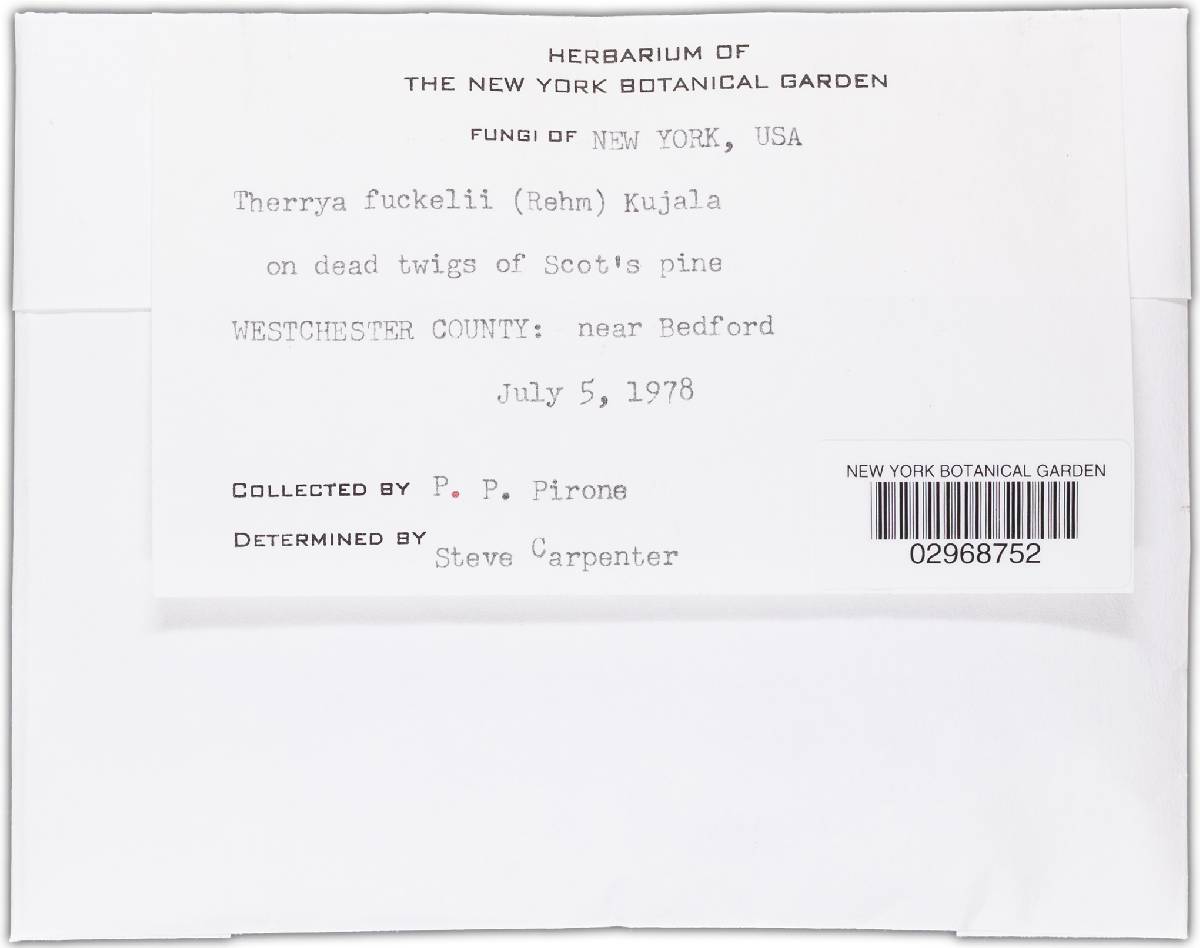 HERBARIUM OF
THE NEW YORK BOTANICAL GARDEN
FUNGI OF NEW YORK, USA
Therrya fuckelii (Rehm) Kujala
on dead twigs of Scot's pine
WESTCHESTER COUNTY: near Bedford
July 5, 1978
COLLECTED BY P. P. Pirone
DETERMINED BY Steve Carpenter
NEW YORK BOTANICAL GARDEN
02968752